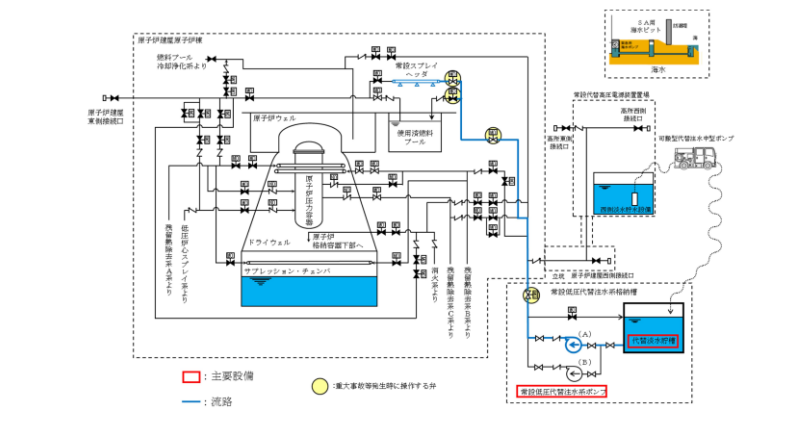 SA用
海水ピット
防潮堤
海
海水
原子炉建屋原子炉棟
燃料プール
冷却浄化系より
常設スプレイ
ヘッダ
常設代替高圧電源装置置場
高所西側
接続口
高所東側
接続口
可搬型代替注水中型ポンプ
原子炉建屋
東側接続口
原子炉ウェル
使用済燃料
プール
原子炉圧力容器
西側淡水貯水設備
残留熱除去系A系より
低圧炉心スプレイ系より
ドライウェル
原子炉
格納容器下部へ
サプレッション・チェンバ
消火系より
残留熱除去系C系より
残留熱除去系B系より
立坑
原子炉建屋西側接続口
常設低圧代替注水系格納槽
(A)
代替淡水貯槽
(B)
常設低圧代替注水系ポンプ
:主要設備
:重大事故等発生時に操作する弁
:流路